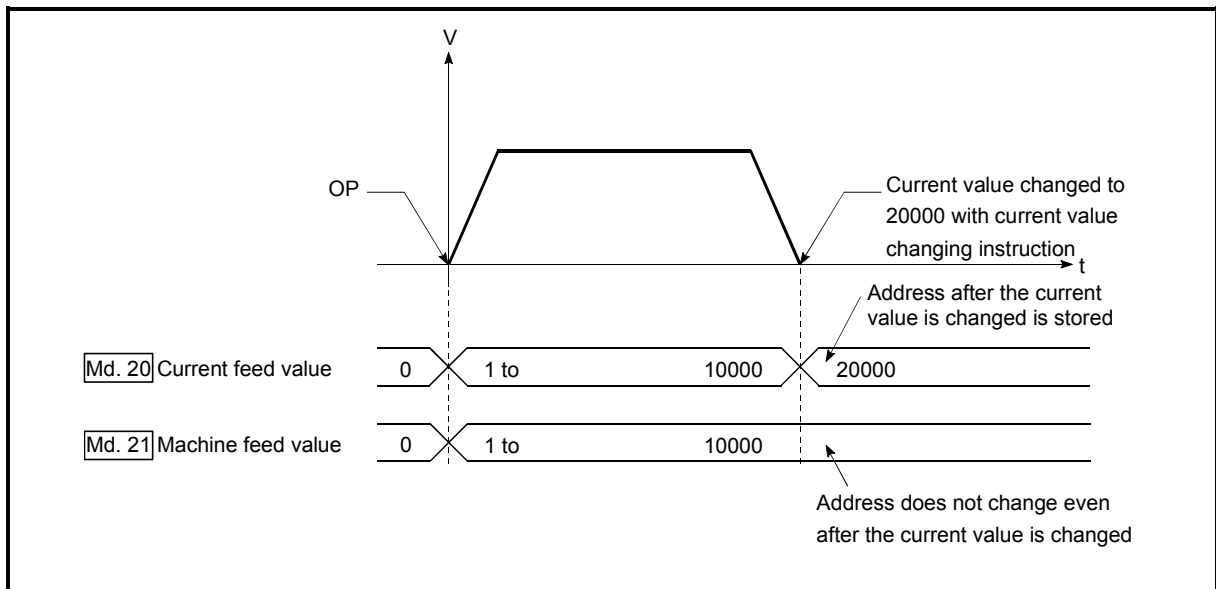 V
OP
Current value changed to
20000 with current value
changing instruction
t
Address after the current
value is changed is stored
Md. 20 Current feed value 0 1 to 10000 20000
Md. 21 Machine feed value 0 1 to 10000
Address does not change even
after the current value is changed